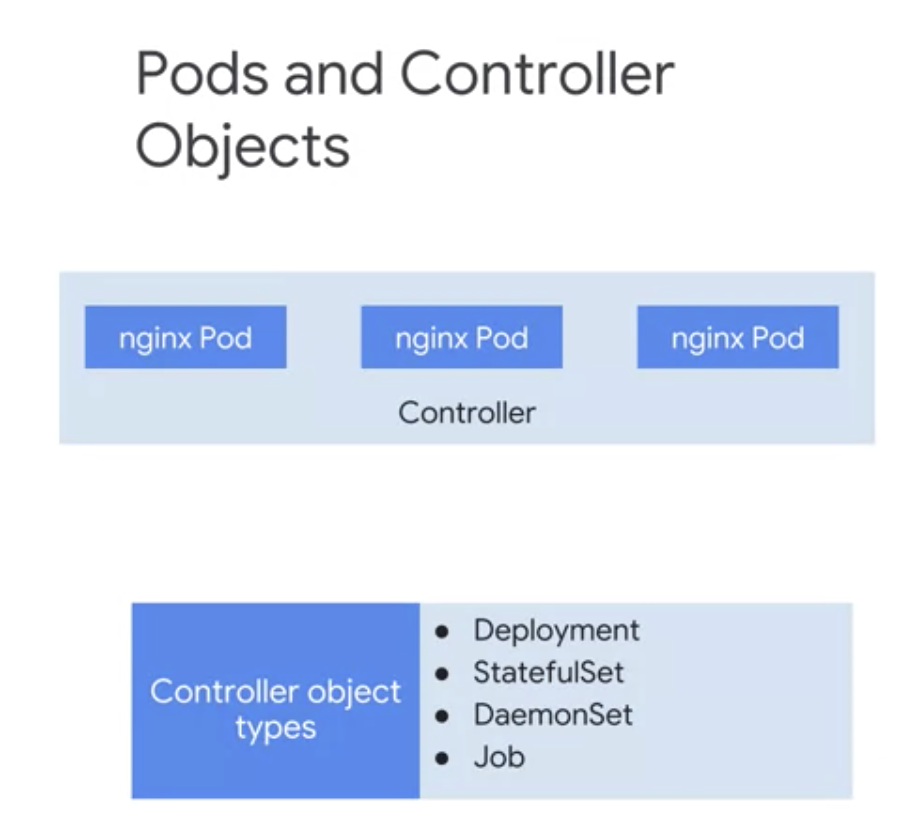 Pods and Controller
Objects
nginx Pod
nginx Pod
nginx Pod
Controller
Controller object
types
● Deployment
● StatefulSet
● DaemonSet
● Job